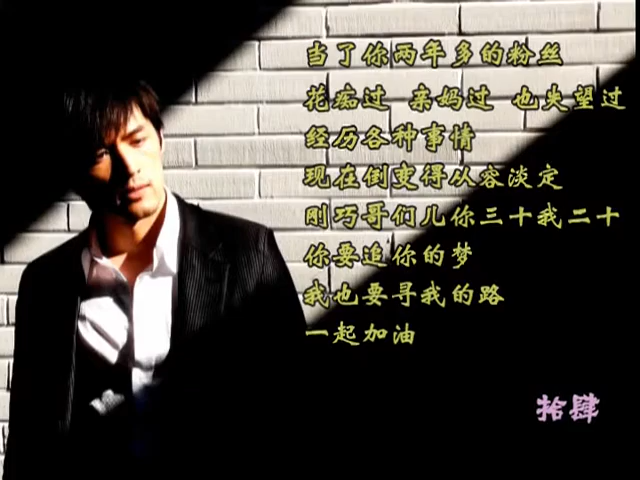 当了你两年多的粉丝
花痴过 亲妈过 也失望过
经历各种事情
现在倒变得从容淡定
刚巧哥们儿你三十我二十
你要追你的梦
我也要寻我的路
一起加油
拾肆